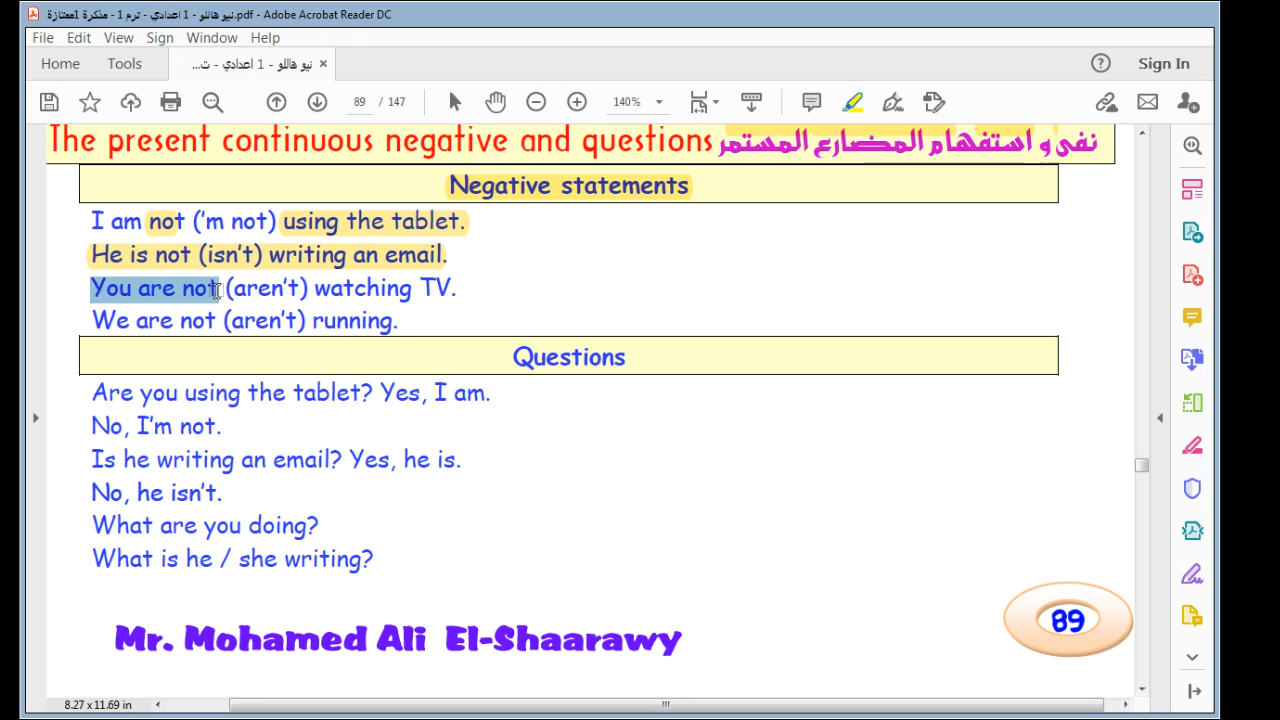 نيو هاللو - 1 اعدادي - ترم 1 - مذكرة 1ممتازة.pdf - Adobe Acrobat Reader DC
File Edit View Sign Window Help
Home Tools نيو هاللو - 1 اعدادي - ت... × Sign In
89 / 147 140%
The present continuous negative and questions نفى و استفهام المضارع المستمر
Negative statements
I am not (’m not) using the tablet.
He is not (isn’t) writing an email.
You are not (aren’t) watching TV.
We are not (aren’t) running.
Questions
Are you using the tablet? Yes, I am.
No, I’m not.
Is he writing an email? Yes, he is.
No, he isn’t.
What are you doing?
What is he / she writing?
89
Mr. Mohamed Ali El-Shaarawy
8.27 x 11.69 in